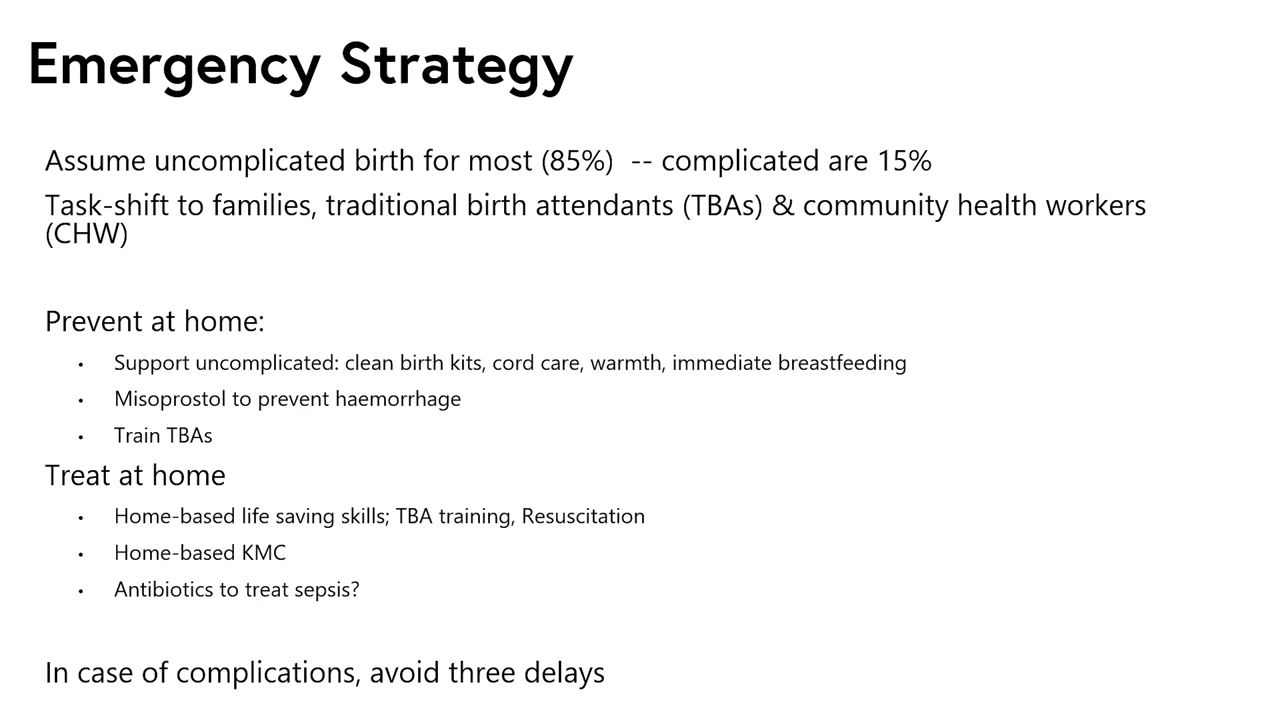 Emergency Strategy
Assume uncomplicated birth for most (85%)  -- complicated are 15%
Task-shift to families, traditional birth attendants (TBAs) & community health workers
(CHW)
Prevent at home:
• Support uncomplicated: clean birth kits, cord care, warmth, immediate breastfeeding
• Misoprostol to prevent haemorrhage
• Train TBAs
Treat at home
• Home-based life saving skills; TBA training, Resuscitation
• Home-based KMC
• Antibiotics to treat sepsis?
In case of complications, avoid three delays